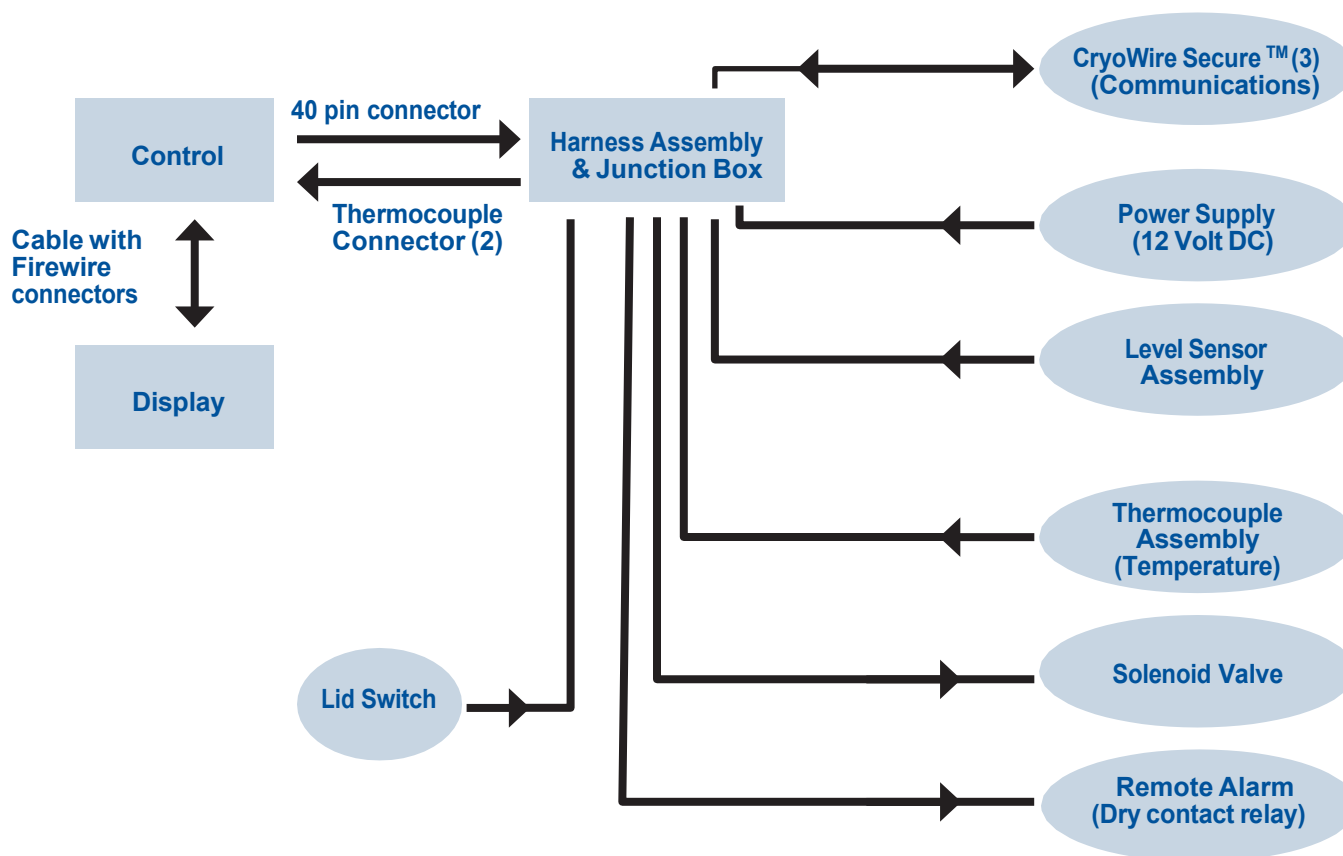 CryoWire Secure ™ (3)
(Communications)
40 pin connector
Control
Harness Assembly
& Junction Box
Thermocouple
Connector (2)
Power Supply
(12 Volt DC)
Cable with
Firewire
connectors
Level Sensor
Assembly
Display
Thermocouple
Assembly
(Temperature)
Lid Switch
Solenoid Valve
Remote Alarm
(Dry contact relay)